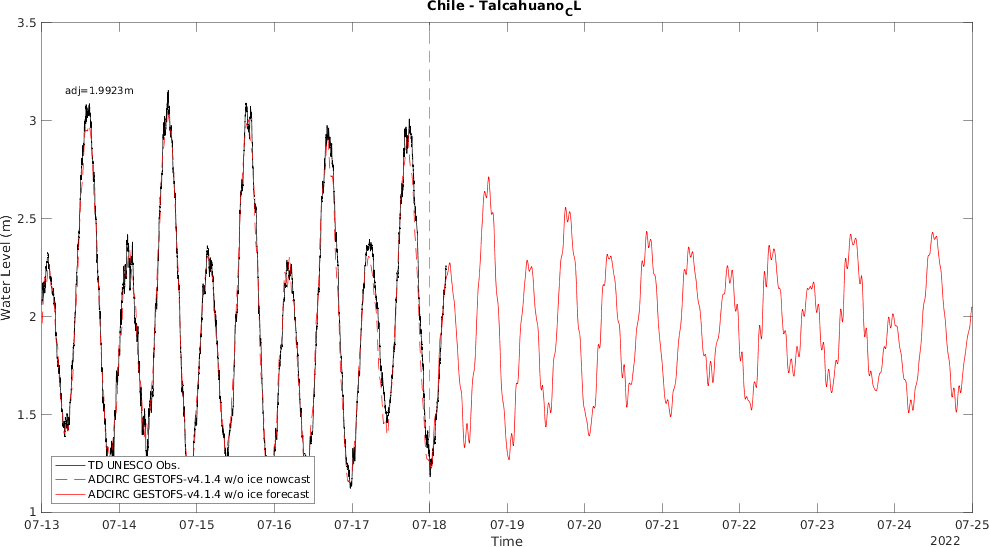 Chile - Talcahuano_CL
adj=1.9923m
Water Level (m)
3.5
3
2.5
2
1.5
1
TD UNESCO Obs.
ADCIRC GESTOFS-v4.1.4 w/o ice nowcast
ADCIRC GESTOFS-v4.1.4 w/o ice forecast
07-13 07-14 07-15 07-16 07-17 07-18 07-19 07-20 07-21 07-22 07-23 07-24 07-25
Time
2022